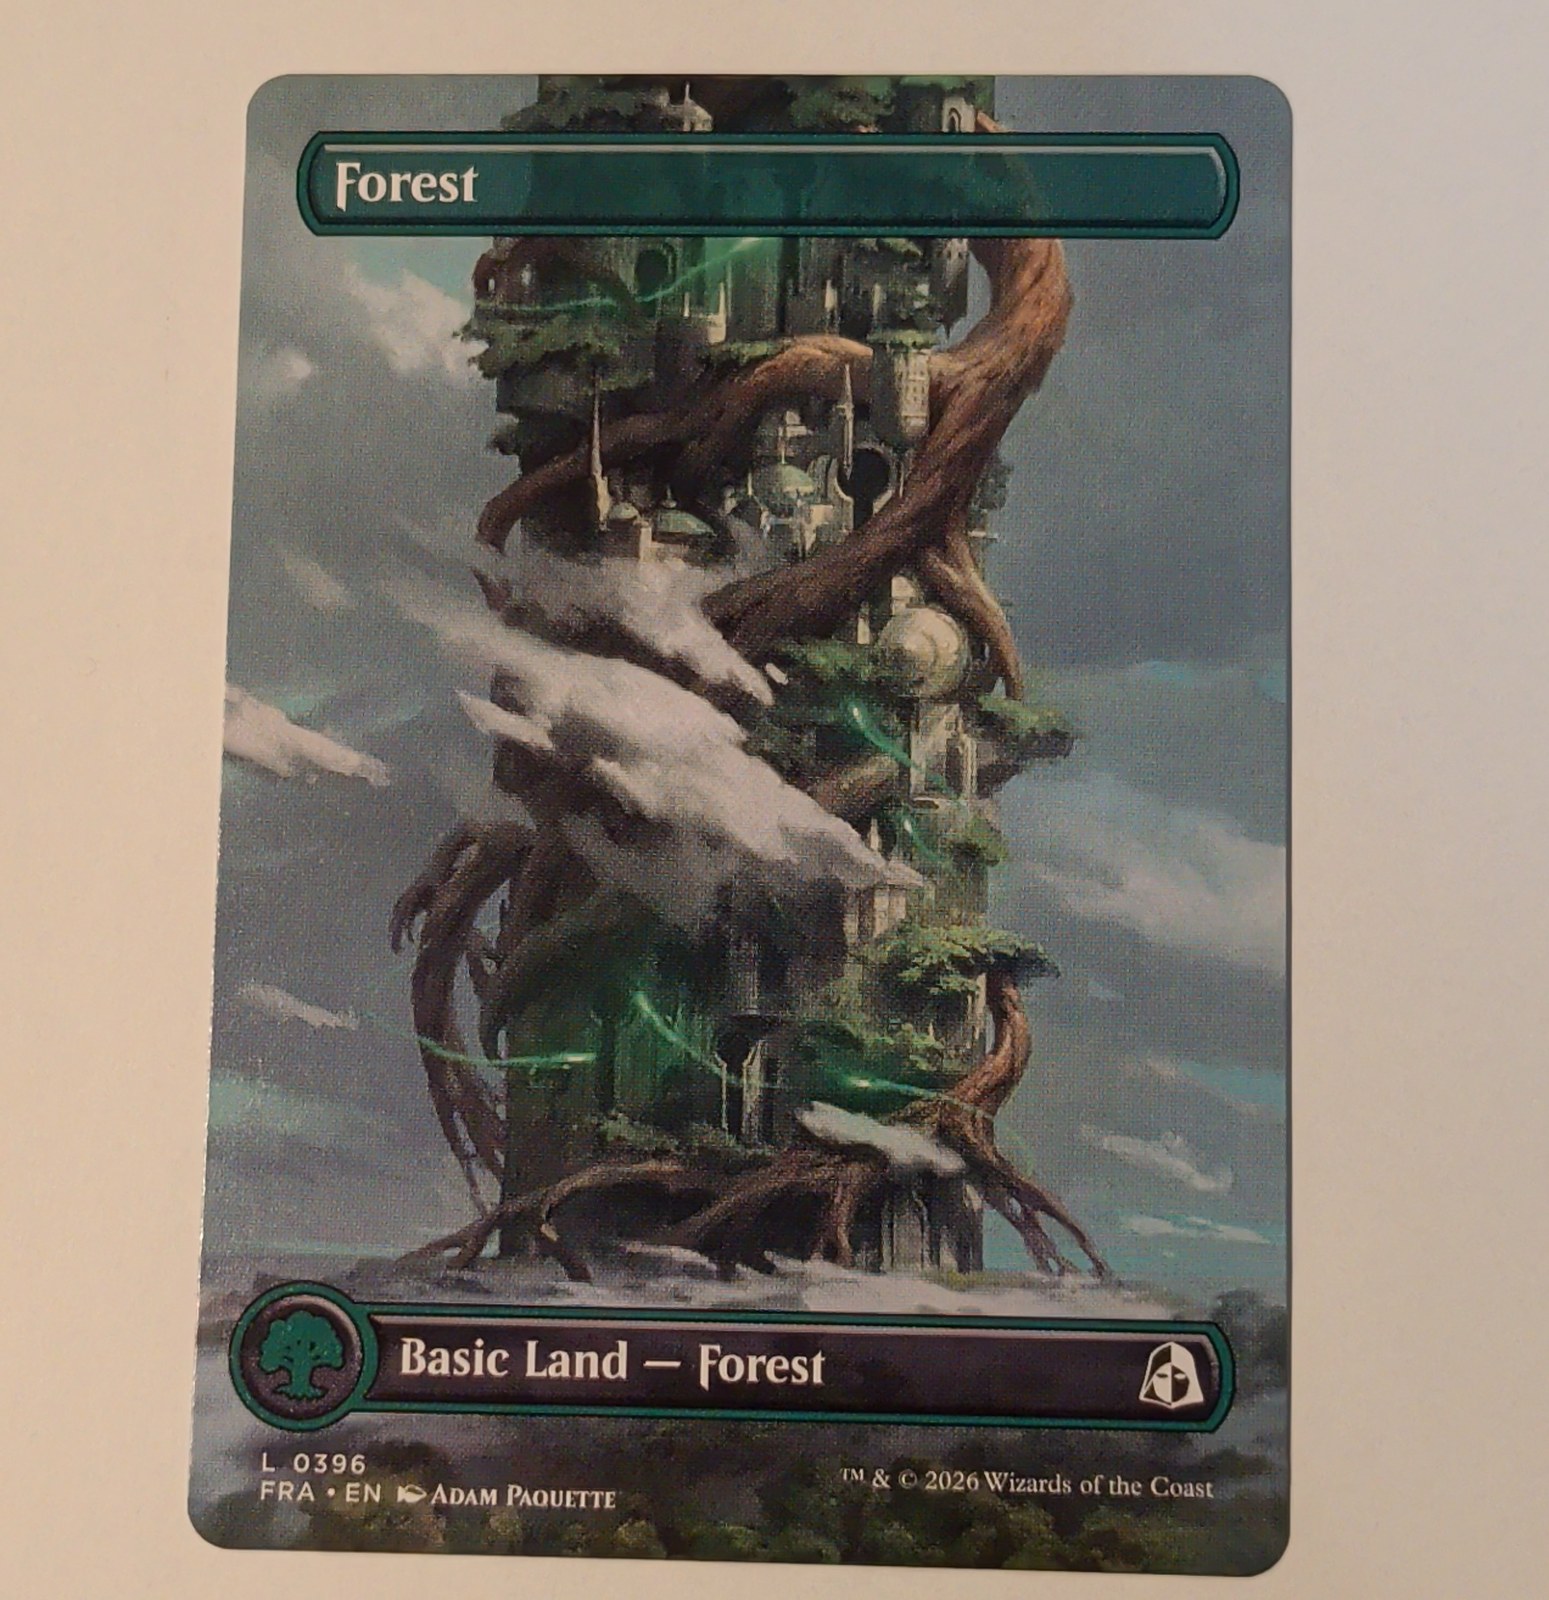 Forest
Basic Land — Forest
L 0396
FRA • EN Adam Paquette
™ & © 2026 Wizards of the Coast